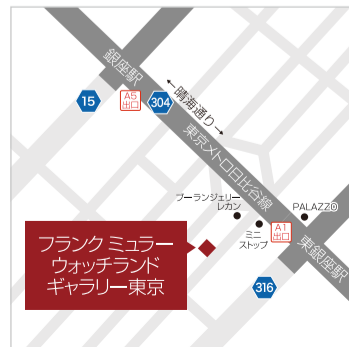 銀座駅
15
A5
出口
304
←晴海通り→
東京メトロ日比谷線
ブーランジェリー
レカン
PALAZZO
ミニ
ストップ
A1
出口
東銀座駅
フランク ミュラー
ウォッチランド
ギャラリー東京
316